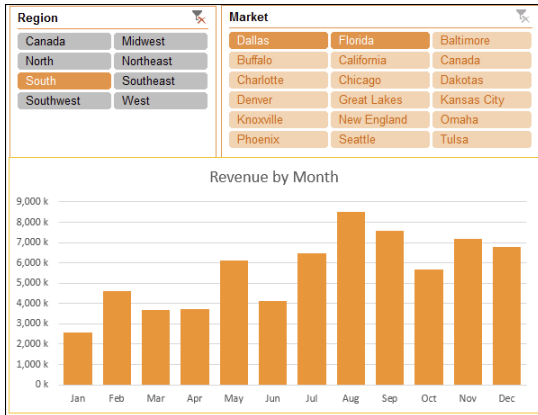 Region
Canada Midwest
North Northeast
South Southeast
Southwest West
Market
Dallas Florida Baltimore
Buffalo California Canada
Charlotte Chicago Dakotas
Denver Great Lakes Kansas City
Knoxville New England Omaha
Phoenix Seattle Tulsa
Revenue by Month
9,000 k
8,000 k
7,000 k
6,000 k
5,000 k
4,000 k
3,000 k
2,000 k
1,000 k
0 k
Jan Feb Mar Apr May Jun Jul Aug Sep Oct Nov Dec